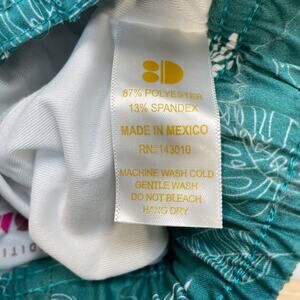 87% POLYESTER
13% SPANDEX
MADE IN MEXICO
RN: 143010
MACHINE WASH COLD
GENTLE WASH
DO NOT BLEACH
HANG DRY